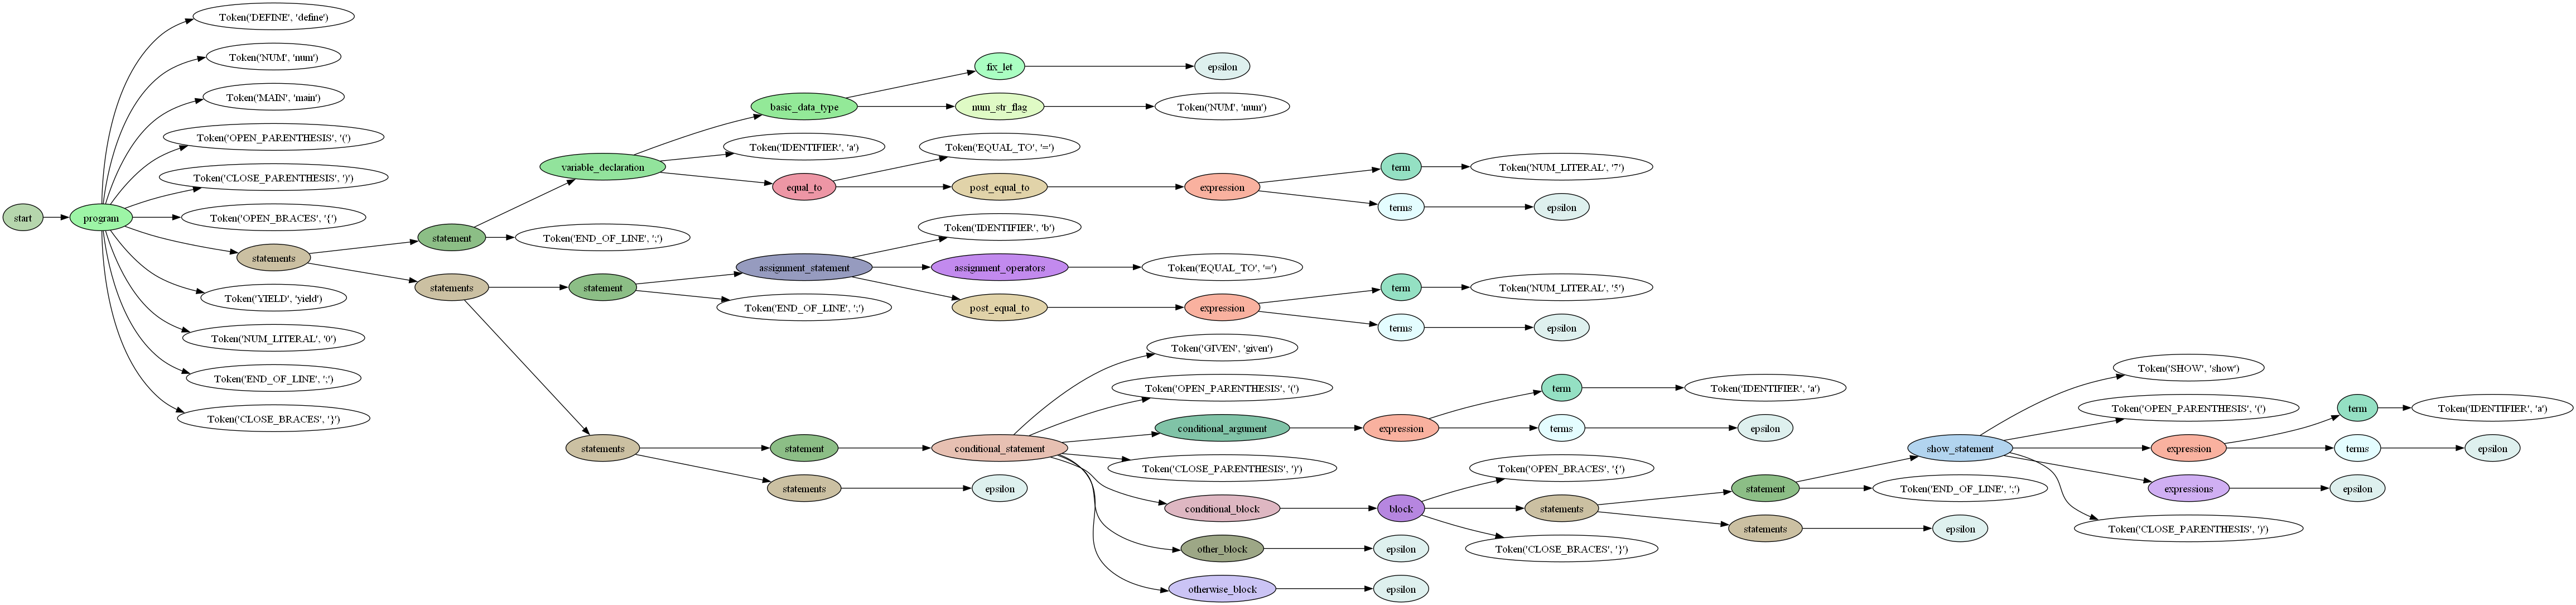 start
program
Token('DEFINE', 'define')
Token('NUM', 'num')
Token('MAIN', 'main')
Token('OPEN_PARENTHESIS', '(')
Token('CLOSE_PARENTHESIS', ')')
Token('OPEN_BRACES', '{')
statements
statement
variable_declaration
basic_data_type
fix_let
epsilon
num_str_flag
Token('NUM', 'num')
Token('IDENTIFIER', 'a')
equal_to
Token('EQUAL_TO', '=')
post_equal_to
expression
term
Token('NUM_LITERAL', '7')
terms
epsilon
Token('END_OF_LINE', ';')
statements
statement
assignment_statement
Token('IDENTIFIER', 'b')
assignment_operators
Token('EQUAL_TO', '=')
post_equal_to
expression
term
Token('NUM_LITERAL', '5')
terms
epsilon
Token('END_OF_LINE', ';')
statements
statement
conditional_statement
Token('GIVEN', 'given')
Token('OPEN_PARENTHESIS', '(')
conditional_argument
expression
term
Token('IDENTIFIER', 'a')
terms
epsilon
Token('CLOSE_PARENTHESIS', ')')
conditional_block
block
Token('OPEN_BRACES', '{')
statements
statement
show_statement
Token('SHOW', 'show')
Token('OPEN_PARENTHESIS', '(')
expression
term
Token('IDENTIFIER', 'a')
terms
epsilon
expressions
epsilon
Token('CLOSE_PARENTHESIS', ')')
Token('END_OF_LINE', ';')
statements
epsilon
Token('CLOSE_BRACES', '}')
other_block
epsilon
otherwise_block
epsilon
statements
epsilon
Token('YIELD', 'yield')
Token('NUM_LITERAL', '0')
Token('END_OF_LINE', ';')
Token('CLOSE_BRACES', '}')